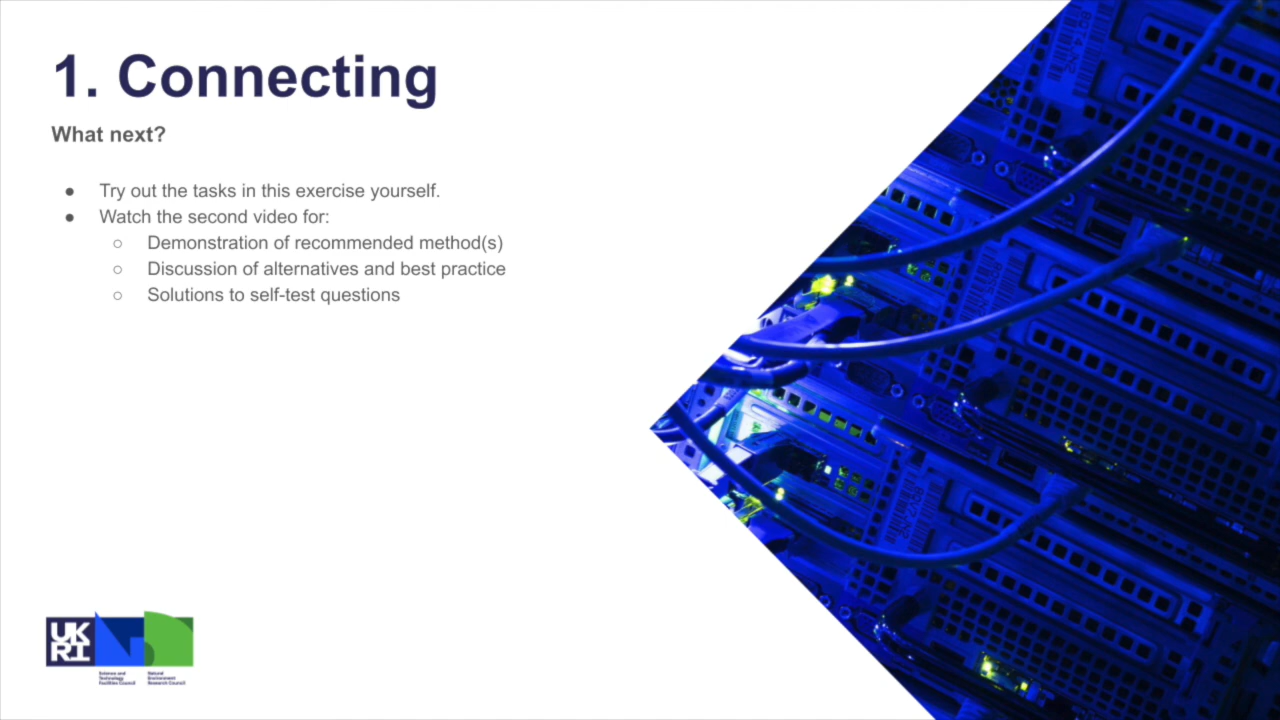 1. Connecting
What next?
● Try out the tasks in this exercise yourself.
● Watch the second video for:
○ Demonstration of recommended method(s)
○ Discussion of alternatives and best practice
○ Solutions to self-test questions
UK
RI
Science and
Technology
Facilities Council
Natural
Environment
Research Council